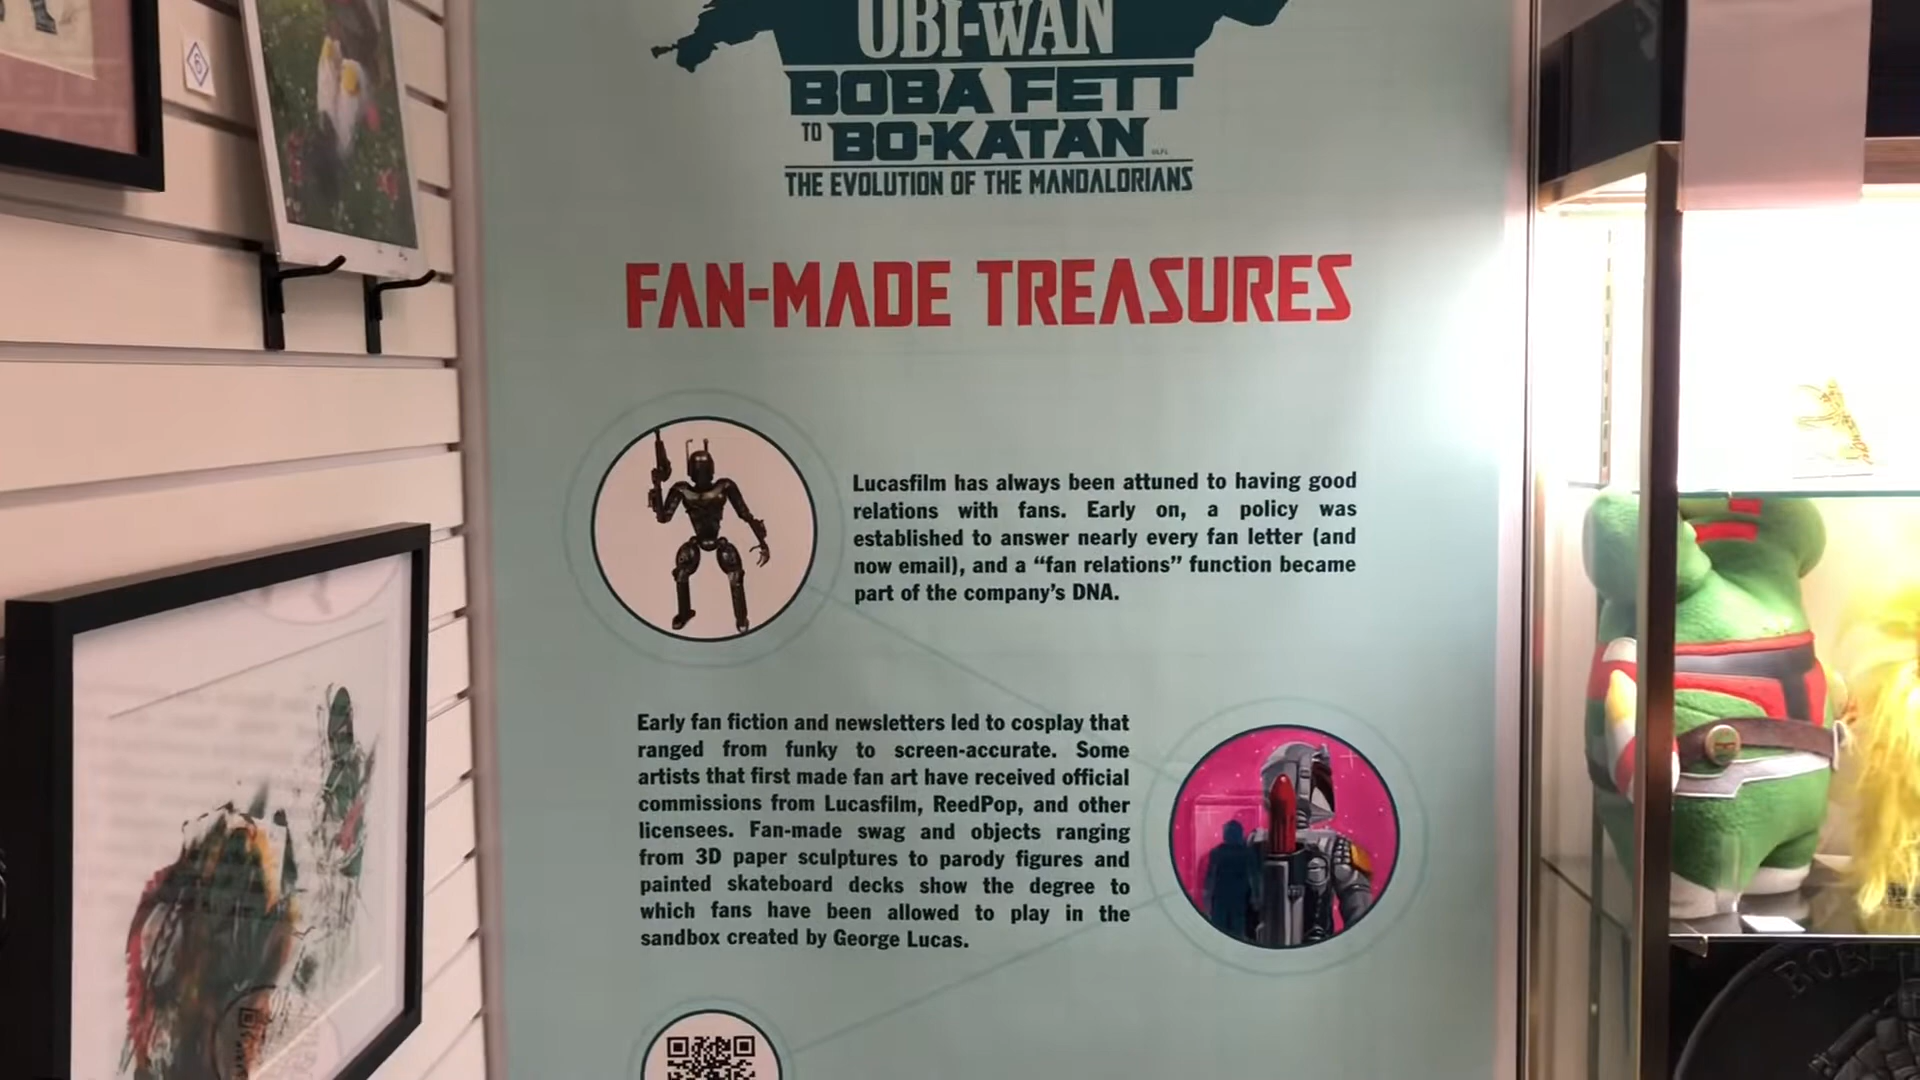 OBI-WAN
BOBA FETT
TO BO-KATAN
THE EVOLUTION OF THE MANDALORIANS
FAN-MADE TREASURES
Lucasfilm has always been attuned to having good
relations with fans. Early on, a policy was
established to answer nearly every fan letter (and
now email), and a “fan relations” function became
part of the company’s DNA.
Early fan fiction and newsletters led to cosplay that
ranged from funky to screen-accurate. Some
artists that first made fan art have received official
commissions from Lucasfilm, ReedPop, and other
licensees. Fan-made swag and objects ranging
from 3D paper sculptures to parody figures and
painted skateboard decks show the degree to
which fans have been allowed to play in the
sandbox created by George Lucas.
6